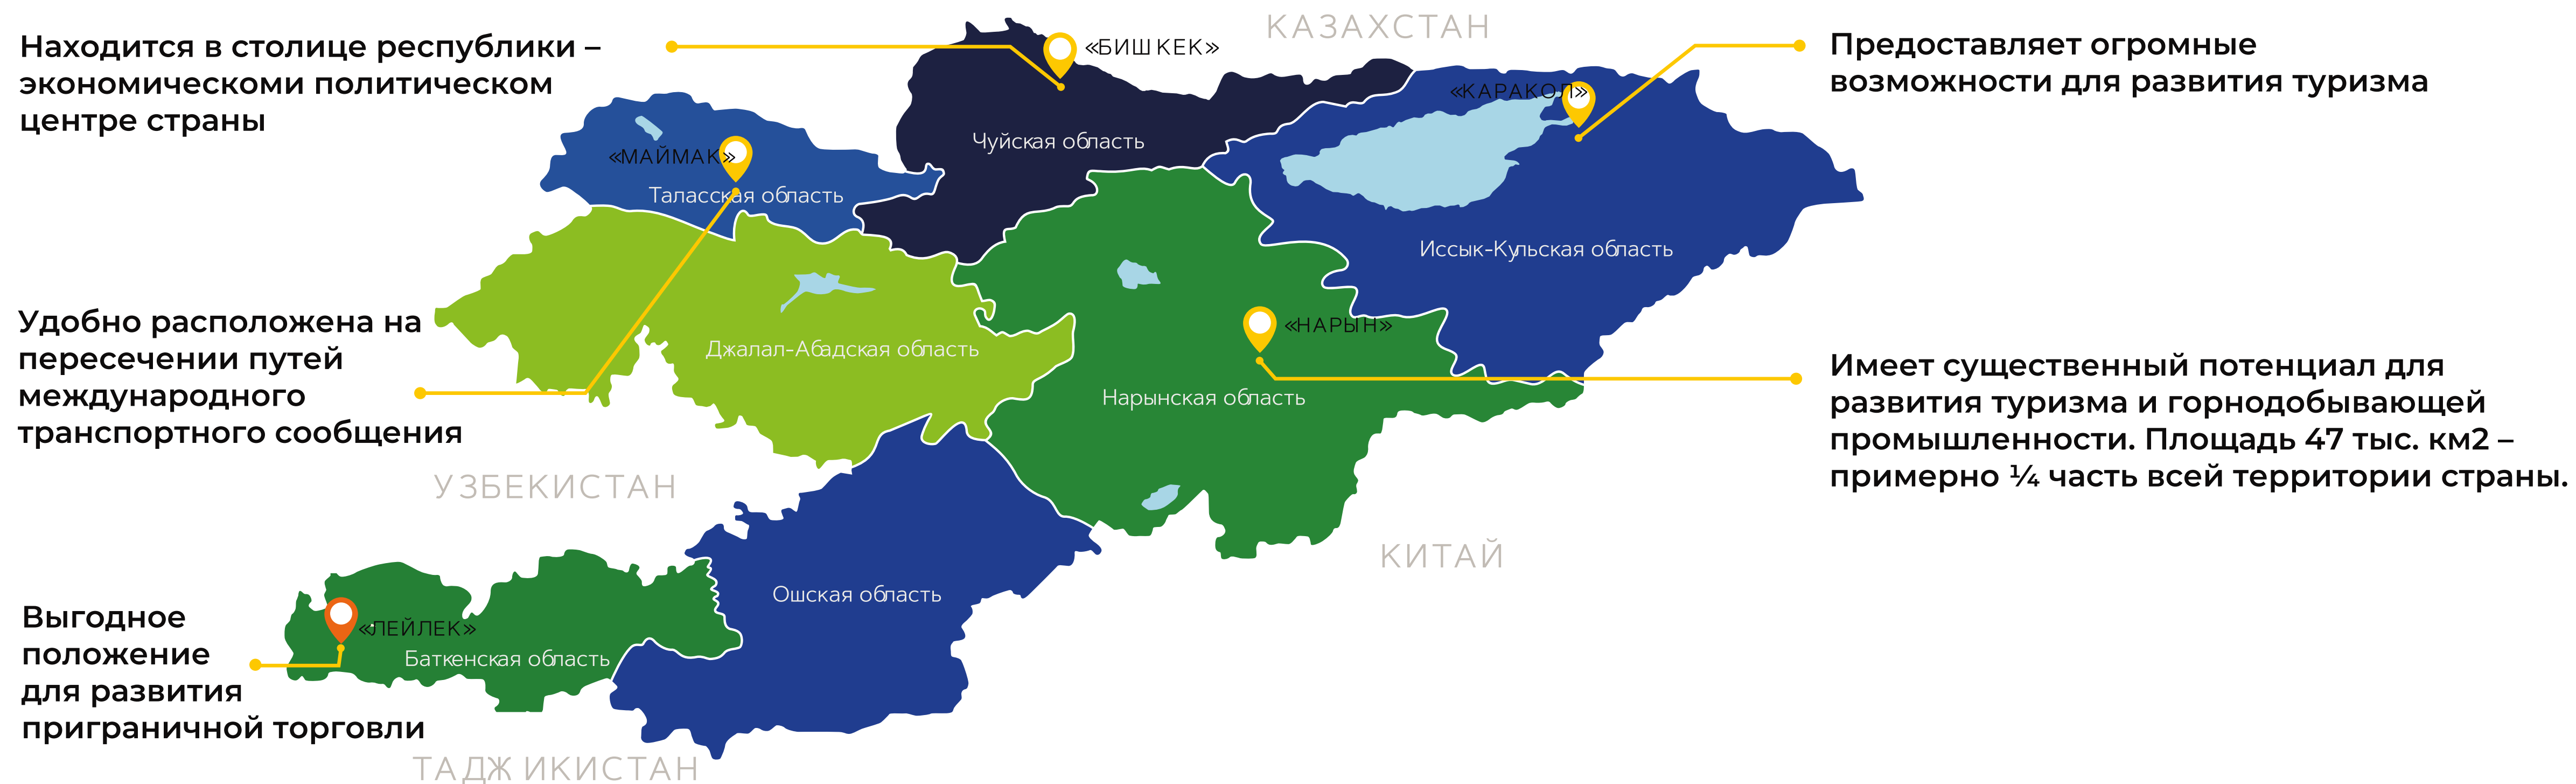 Находится в столице республики –
экономическоми политическом
центре страны
«БИШКЕК»
КАЗАХСТАН
Предоставляет огромные
возможности для развития туризма
«КАРАКОЛ»
Чуйская область
«МАЙМАК»
Таласская область
Иссык-Кульская область
Удобно расположена на
пересечении путей
международного
транспортного сообщения
Джалал-Абадская область
«НАРЫН»
Нарынская область
Имеет существенный потенциал для
развития туризма и горнодобывающей
промышленности. Площадь 47 тыс. км2 –
примерно ¼ часть всей территории страны.
УЗБЕКИСТАН
КИТАЙ
Ошская область
Выгодное
положение
для развития
приграничной торговли
«ЛЕЙЛЕК»
Баткенская область
ТАДЖИКИСТАН